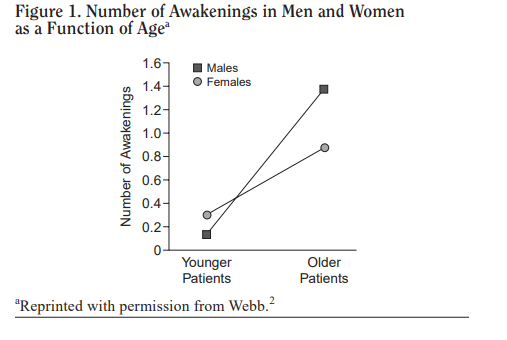 Figure 1. Number of Awakenings in Men and Women
as a Function of Ageª
Males
Females
Number of Awakenings
1.6
1.4
1.2
1.0
0.8
0.6
0.4
0.2
0
Younger
Patients
Older
Patients
ªReprinted with permission from Webb.²